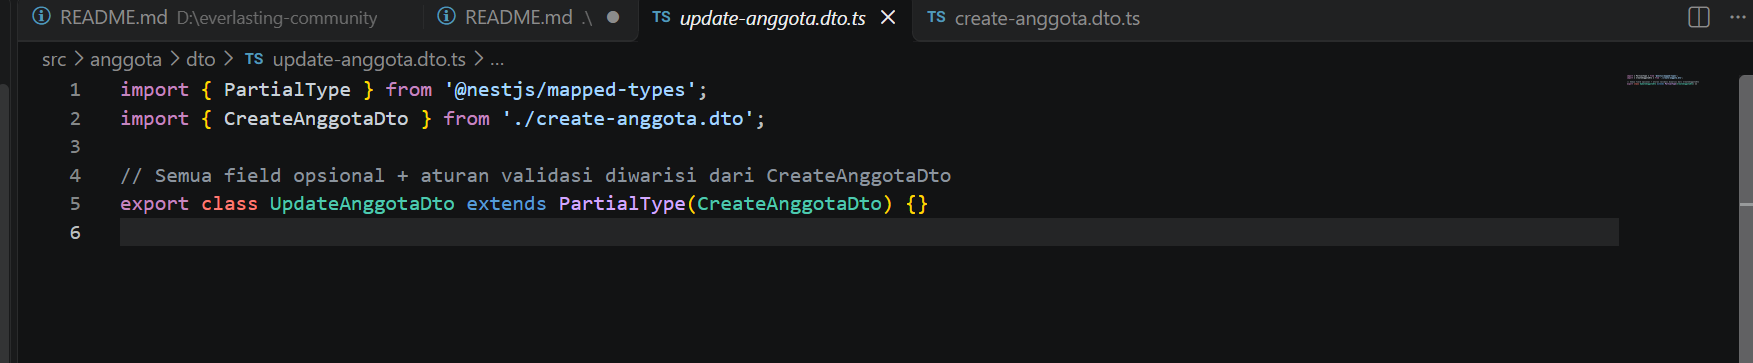 README.md D:\everlasting-community README.md .\ ● TS update-anggota.dto.ts × TS create-anggota.dto.ts ...
src > anggota > dto > TS update-anggota.dto.ts > ...
1 import { PartialType } from '@nestjs/mapped-types';
2 import { CreateAnggotaDto } from './create-anggota.dto';
3
4 // Semua field opsional + aturan validasi diwarisi dari CreateAnggotaDto
5 export class UpdateAnggotaDto extends PartialType(CreateAnggotaDto) {}
6